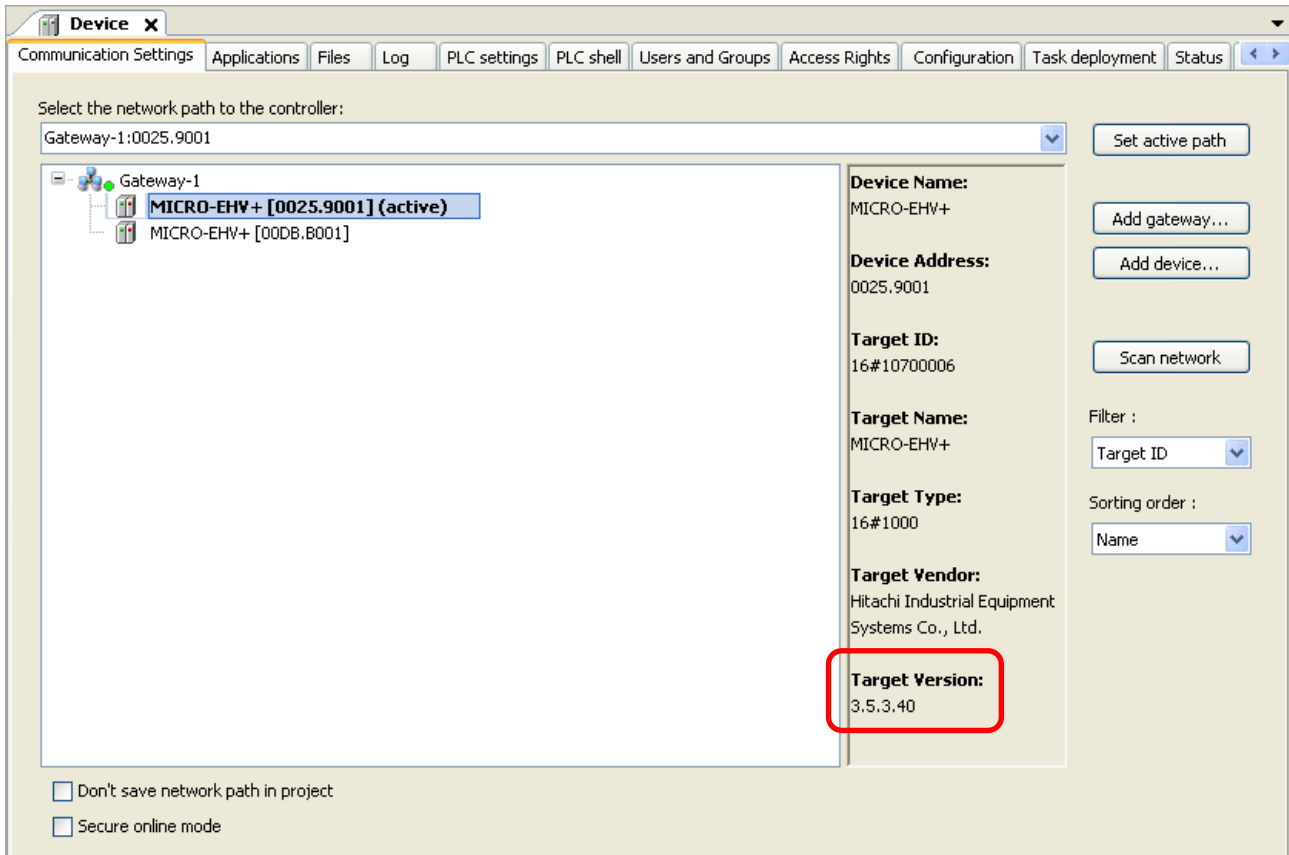 Device
Communication Settings Applications Files Log PLC settings PLC shell Users and Groups Access Rights Configuration Task deployment Status
Select the network path to the controller:
Gateway-1:0025.9001
Set active path
Gateway-1
MICRO-EHV+ [0025.9001] (active)
MICRO-EHV+ [00DB.B001]
Device Name:
MICRO-EHV+
Device Address:
0025.9001
Target ID:
16#10700006
Target Name:
MICRO-EHV+
Target Type:
16#1000
Target Vendor:
Hitachi Industrial Equipment
Systems Co., Ltd.
Target Version:
3.5.3.40
Add gateway...
Add device...
Scan network
Filter :
Target ID
Sorting order :
Name
Don't save network path in project
Secure online mode